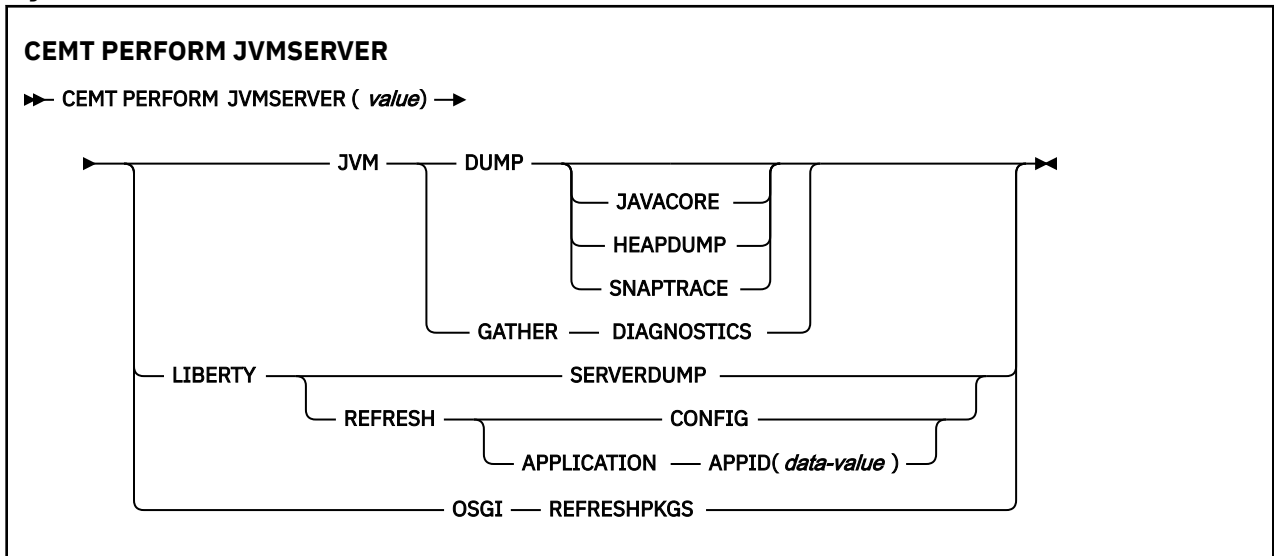 CEMT PERFORM JVMSERVER
CEMT PERFORM JVMSERVER ( value)
JVM DUMP
JAVACORE
HEAPDUMP
SNAPTRACE
GATHER DIAGNOSTICS
LIBERTY SERVERDUMP
REFRESH CONFIG
APPLICATION APPID( data-value )
OSGI REFRESHPKGS